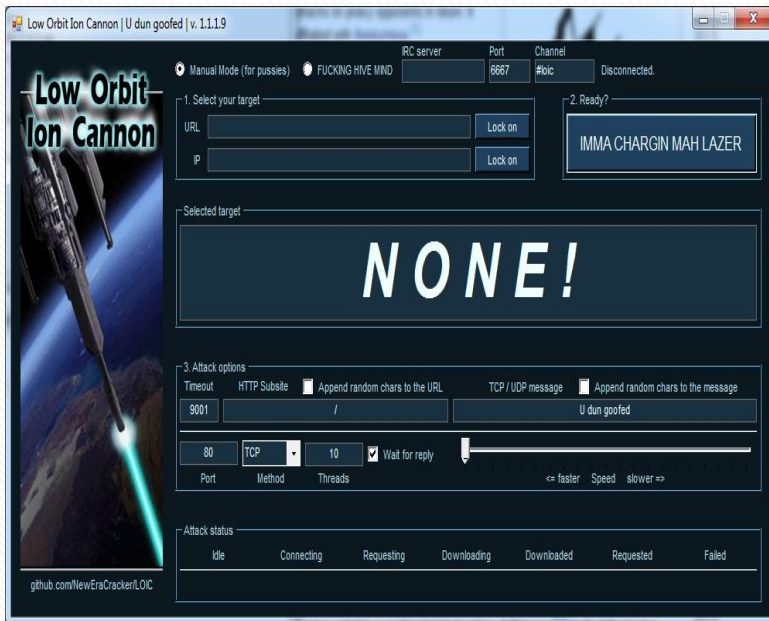 Low Orbit Ion Cannon | U dun goofed | v. 1.1.1.9
Low Orbit
Ion Cannon
Manual Mode (for pussies)
FUCKING HIVE MIND
IRC server
Port
Channel
6667
#loic
Disconnected.
1. Select your target
URL
Lock on
IP
Lock on
2. Ready?
IMMA CHARGIN MAH LAZER
Selected target
NONE!
3. Attack options
Timeout
HTTP Subsite
Append random chars to the URL
TCP / UDP message
Append random chars to the message
9001
/
U dun goofed
80
TCP
10
Wait for reply
Port
Method
Threads
<= faster Speed slower =>
Attack status
Idle
Connecting
Requesting
Downloading
Downloaded
Requested
Failed
github.com/NewEraCracker/LOIC